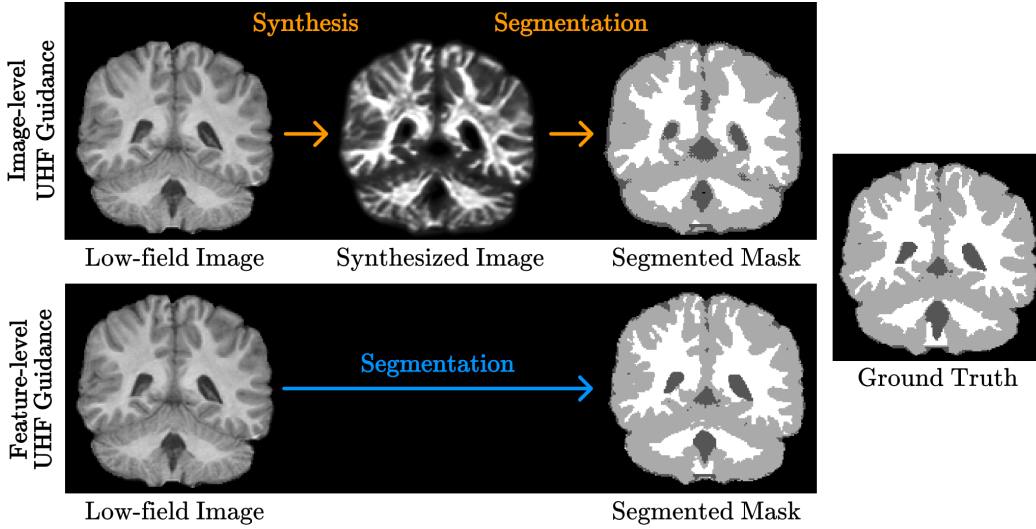 Image-level
UHF Guidance
Synthesis
Segmentation
Low-field Image
Synthesized Image
Segmented Mask
Ground Truth
Feature-level
UHF Guidance
Segmentation
Low-field Image
Segmented Mask